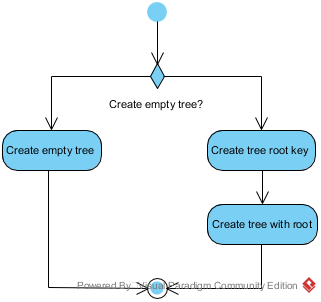 Create empty tree?
Create empty tree
Create tree root key
Create tree with root
Powered By Visual Paradigm Community Edition